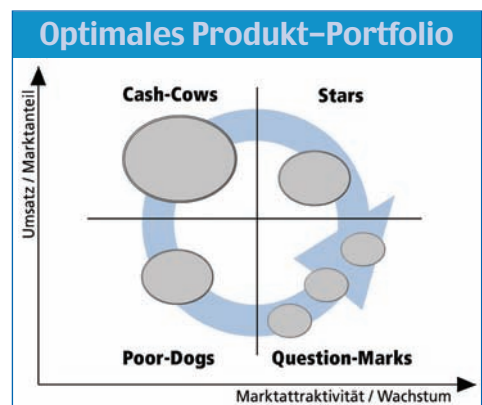 Optimales Produkt-Portfolio
Umsatz / Marktanteil
Cash-Cows
Stars
Poor-Dogs
Question-Marks
Marktattraktivität / Wachstum